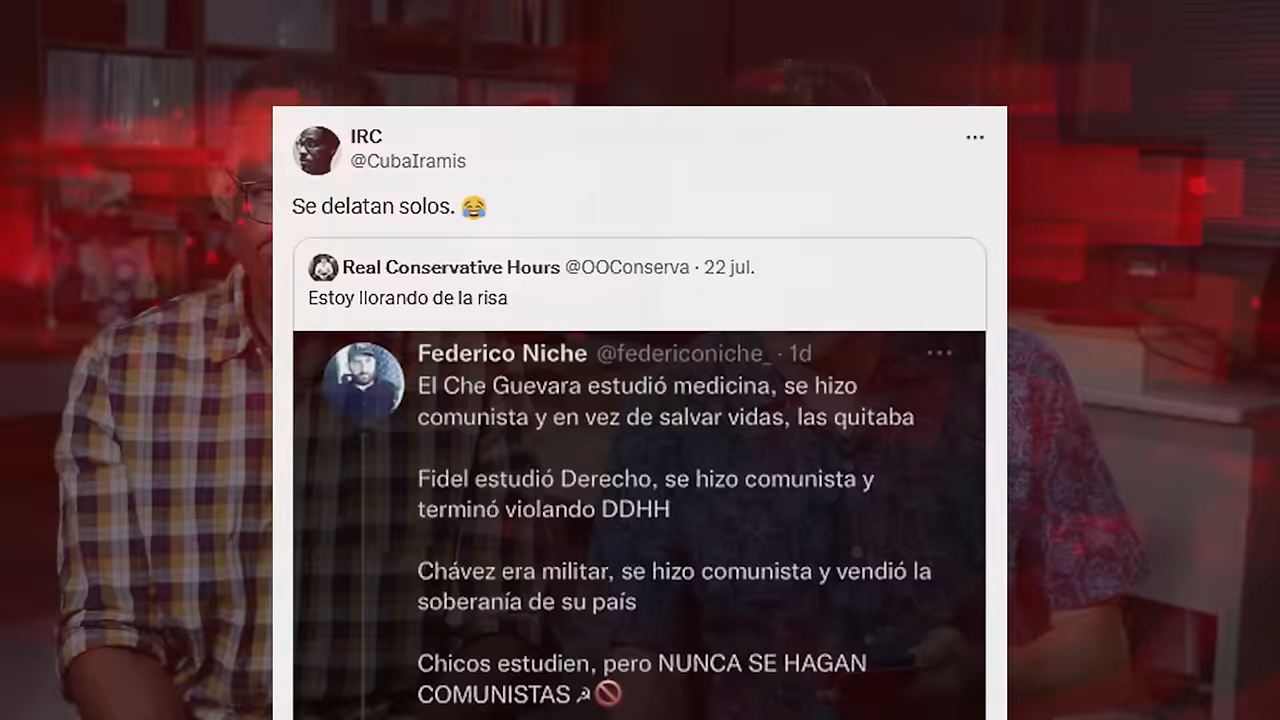 IRC
@CubaIramis
Se delatan solos. 😂
Real Conservative Hours @OOConserva · 22 jul.
Estoy llorando de la risa
Federico Niche @federiconiche_ · 1d
El Che Guevara estudió medicina, se hizo
comunista y en vez de salvar vidas, las quitaba
Fidel estudió Derecho, se hizo comunista y
terminó violando DDHH
Chávez era militar, se hizo comunista y vendió la
soberanía de su país
Chicos estudien, pero NUNCA SE HAGAN
COMUNISTAS ☭🚫